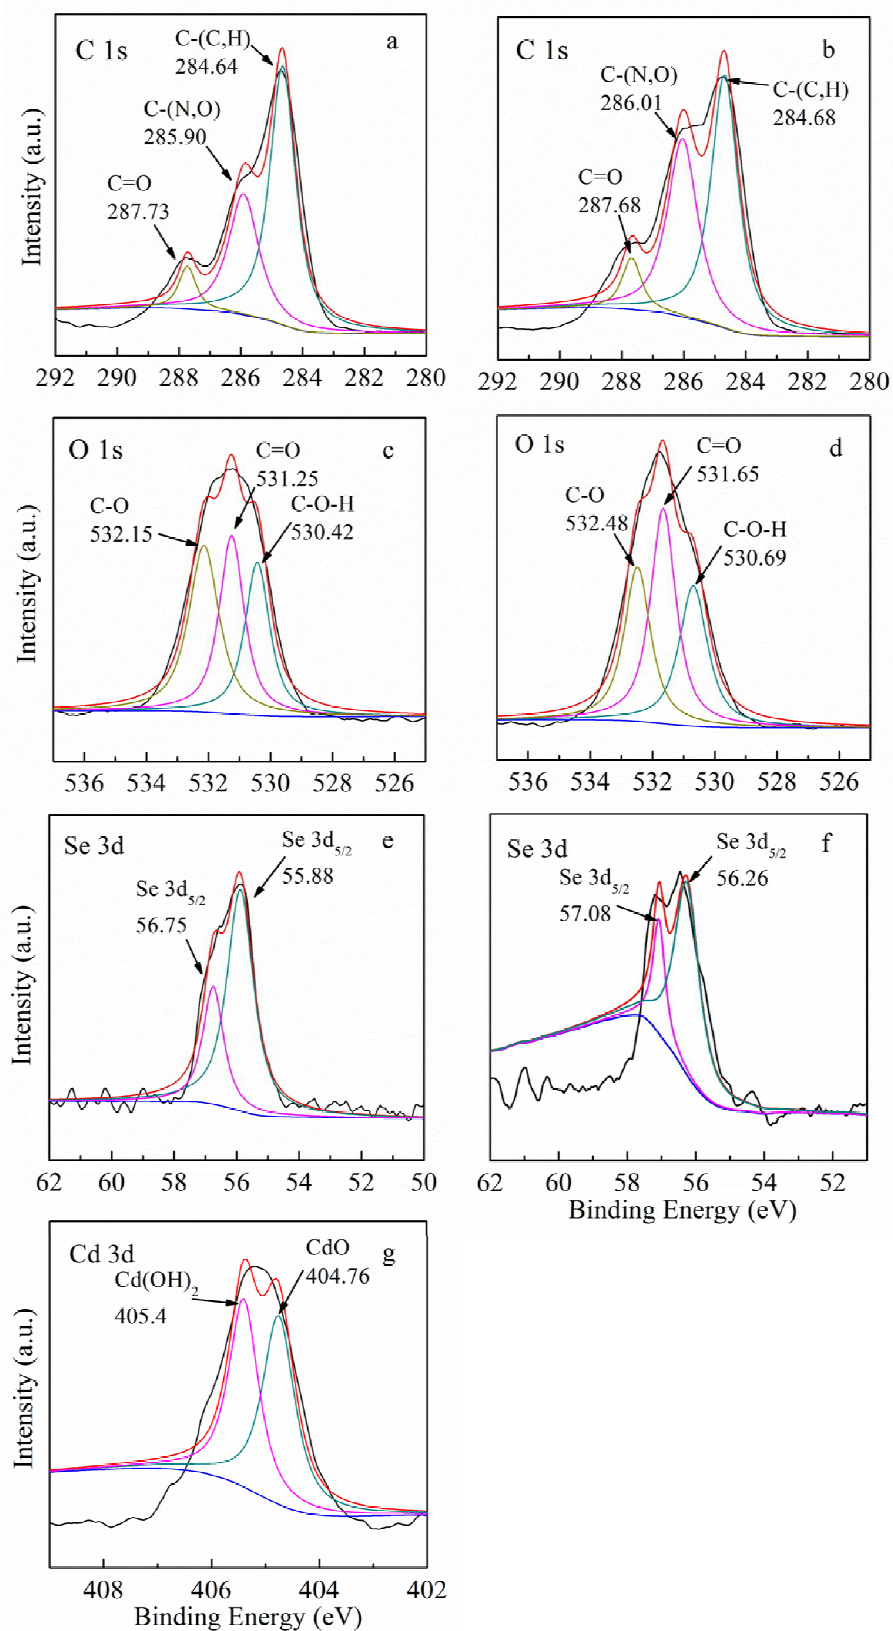 C 1s
a
C-(C,H)
284.64
C-(N,O)
285.90
C=O
287.73
Intensity (a.u.)
292 290 288 286 284 282 280
C 1s
b
C-(N,O)
286.01
C-(C,H)
284.68
C=O
287.68
292 290 288 286 284 282 280
O 1s
c
C=O
531.25
C-O
532.15
C-O-H
530.42
Intensity (a.u.)
536 534 532 530 528 526
O 1s
d
C=O
531.65
C-O
532.48
C-O-H
530.69
536 534 532 530 528 526
Se 3d
e
Se 3d5/2
55.88
Se 3d5/2
56.75
Intensity (a.u.)
62 60 58 56 54 52 50
Se 3d
f
Se 3d5/2
56.26
Se 3d5/2
57.08
62 60 58 56 54 52
Binding Energy (eV)
Cd 3d
g
CdO
404.76
Cd(OH)2
405.4
Intensity (a.u.)
408 406 404 402
Binding Energy (eV)